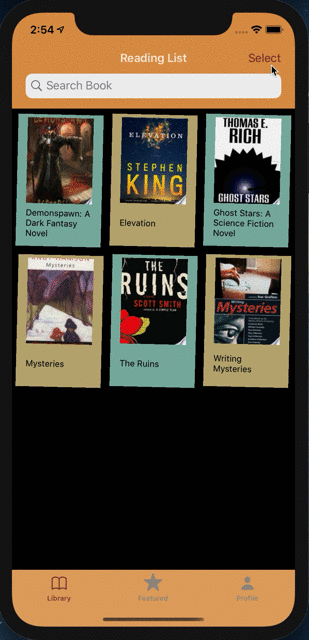 2:54
Reading List
Select
Search Book
ELEVATION
STEPHEN
KING
THOMAS E.
RICH
GHOST STARS
Demonspawn: A
Dark Fantasy
Novel
Elevation
Ghost Stars: A
Science Fiction
Novel
Mysteries
THE
RUINS
SCOTT SMITH
Writing
Mysteries
Mysteries
The Ruins
Writing
Mysteries
Library
Featured
Profile